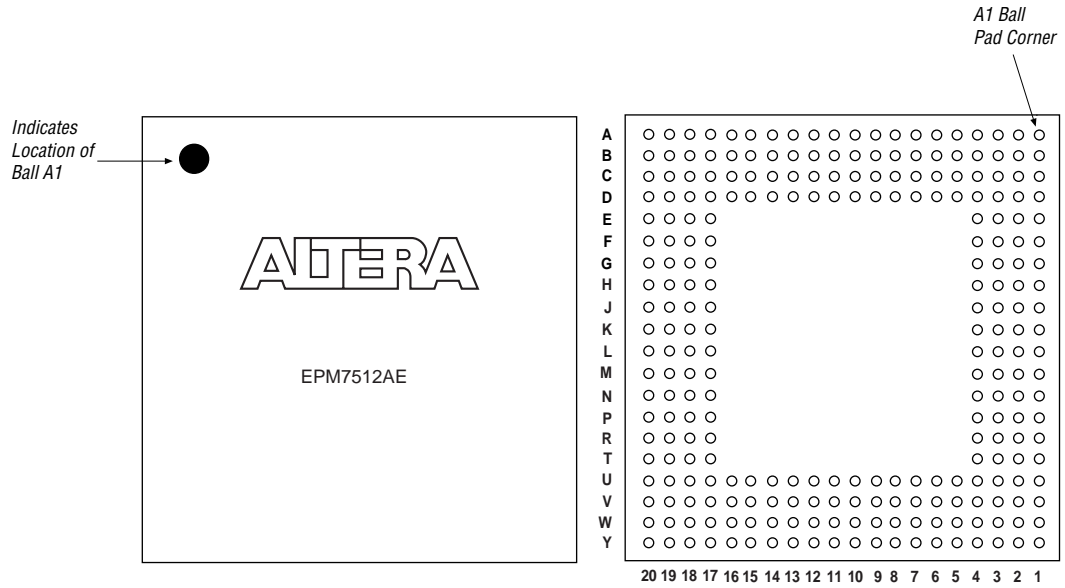 A1 Ball
Pad Corner
Indicates
Location of
Ball A1
ALTERA
EPM7512AE
A
B
C
D
E
F
G
H
J
K
L
M
N
P
R
T
U
V
W
Y
20 19 18 17 16 15 14 13 12 11 10 9 8 7 6 5 4 3 2 1